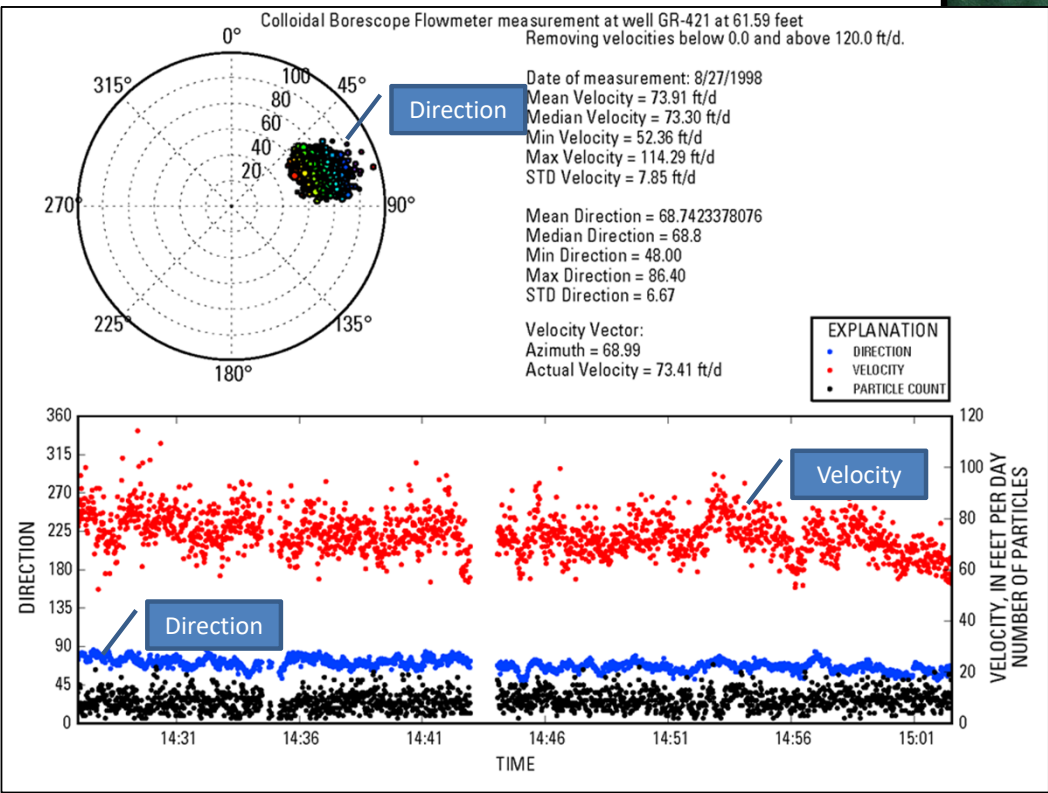 Colloidal Borescope Flowmeter measurement at well GR-421 at 61.59 feet
Removing velocities below 0.0 and above 120.0 ft/d.
Date of measurement: 8/27/1998
Mean Velocity = 73.91 ft/d
Median Velocity = 73.30 ft/d
Min Velocity = 52.36 ft/d
Max Velocity = 114.29 ft/d
STD Velocity = 7.85 ft/d
Mean Direction = 68.7423378076
Median Direction = 68.8
Min Direction = 48.00
Max Direction = 86.40
STD Direction = 6.67
Velocity Vector:
Azimuth = 68.99
Actual Velocity = 73.41 ft/d
0°
45°
90°
135°
180°
225°
270°
315°
100
80
60
40
20
Direction
EXPLANATION
DIRECTION
VELOCITY
PARTICLE COUNT
360
315
270
225
180
135
90
45
0
DIRECTION
Velocity
Direction
120
100
80
60
40
20
0
VELOCITY, IN FEET PER DAY
NUMBER OF PARTICLES
14:31
14:36
14:41
14:46
14:51
14:56
15:01
TIME